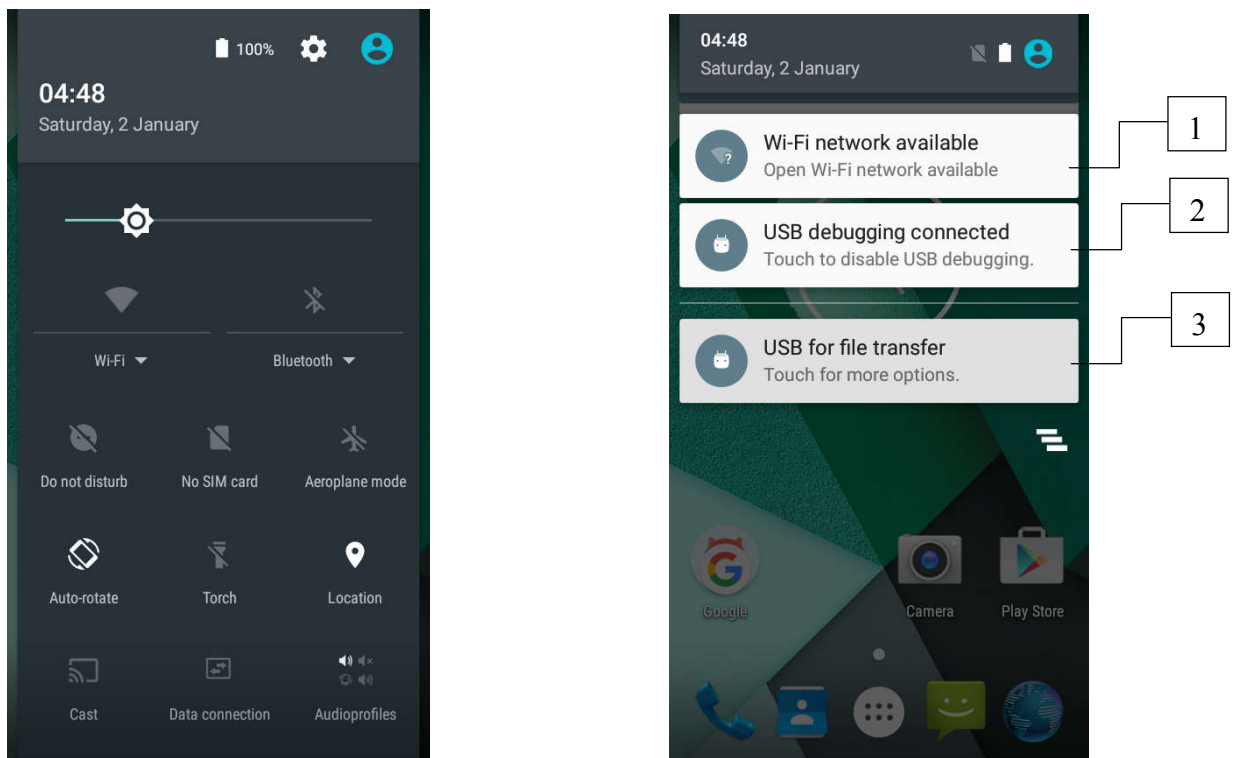 100%
04:48
Saturday, 2 January
Wi-Fi
Bluetooth
Do not disturb
No SIM card
Aeroplane mode
Auto-rotate
Torch
Location
Cast
Data connection
Audioprofiles
04:48
Saturday, 2 January
Wi-Fi network available
Open Wi-Fi network available
1
USB debugging connected
Touch to disable USB debugging.
2
USB for file transfer
Touch for more options.
3
Google
Camera
Play Store